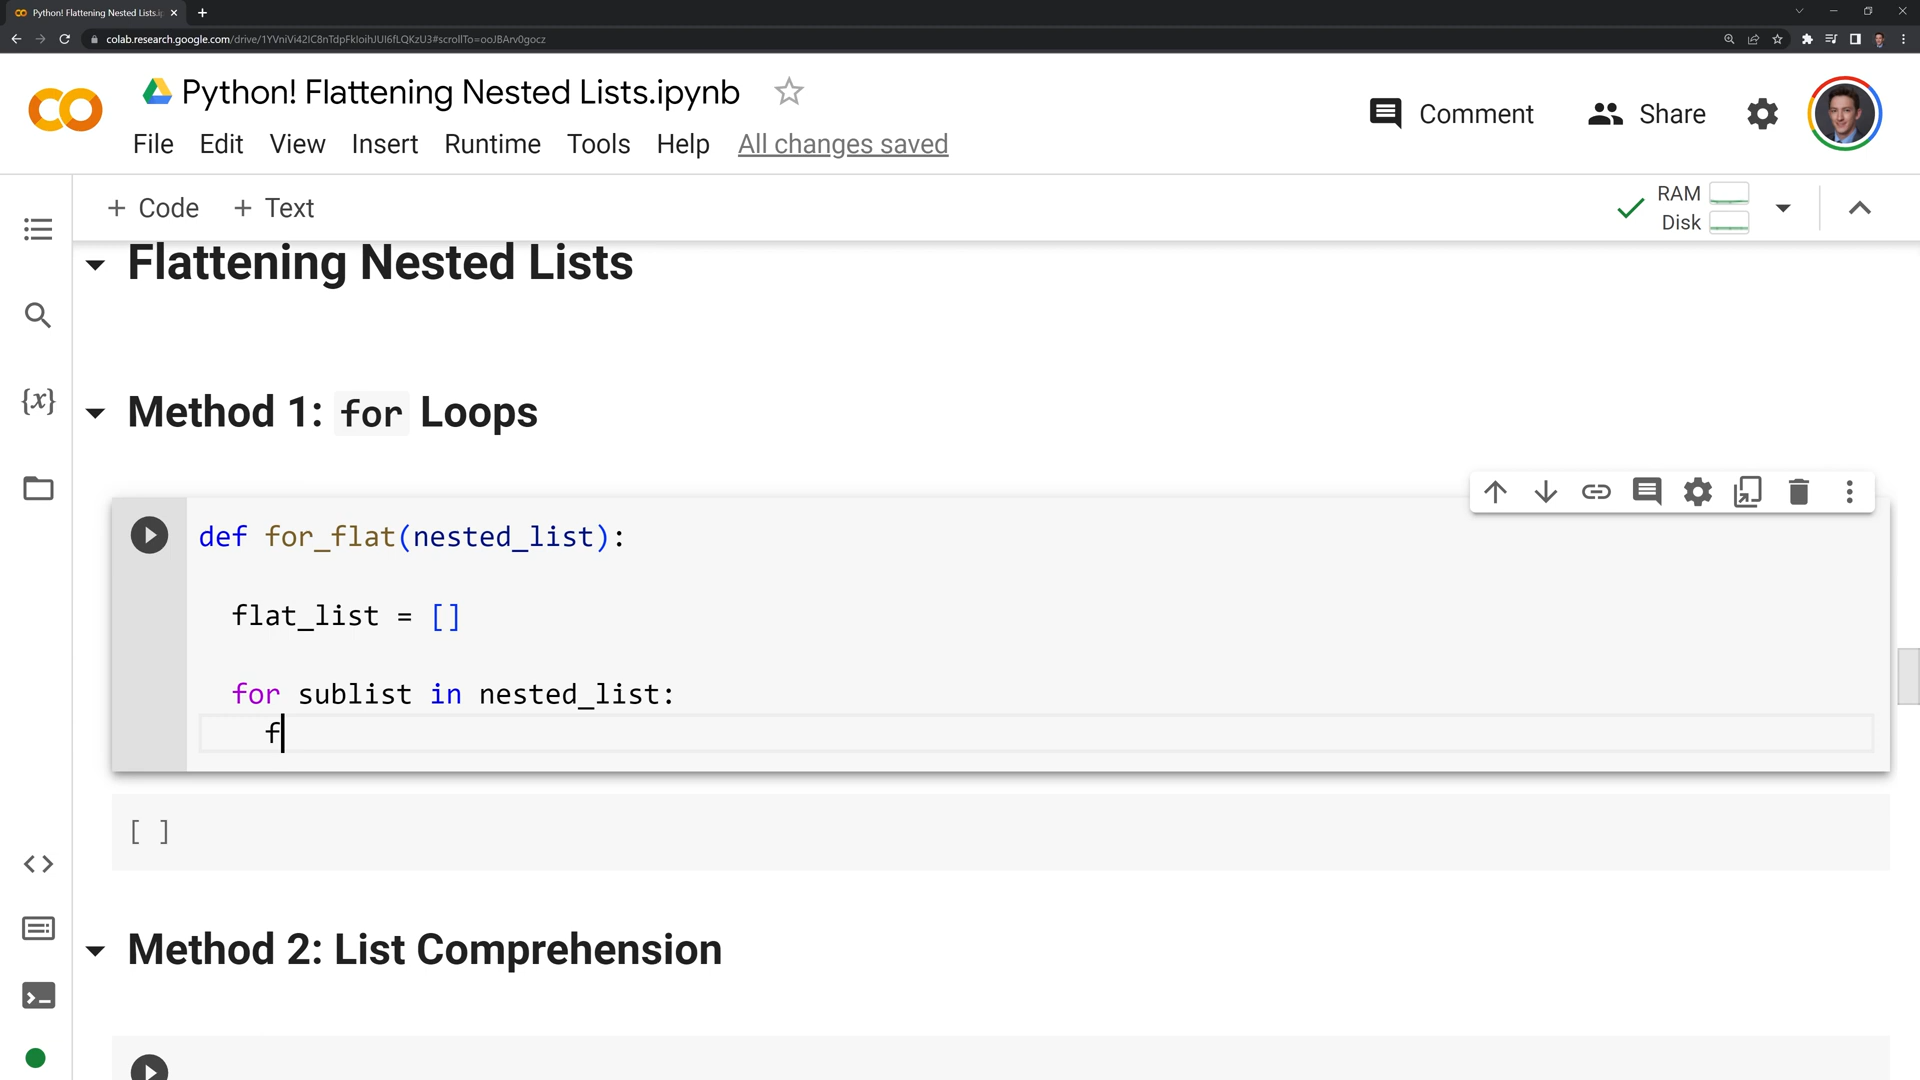 Python! Flattening Nested Lists.ip
colab.research.google.com/drive/1YVniVi42IC8nTdpFkIoihJUI6fLQKzU3#scrollTo=ooJBArv0gocz
Python! Flattening Nested Lists.ipynb
Comment
Share
File Edit View Insert Runtime Tools Help All changes saved
+ Code + Text
RAM
Disk
Flattening Nested Lists
{x}
Method 1: for Loops
def for_flat(nested_list):
flat_list = []
for sublist in nested_list:
f
[ ]
Method 2: List Comprehension